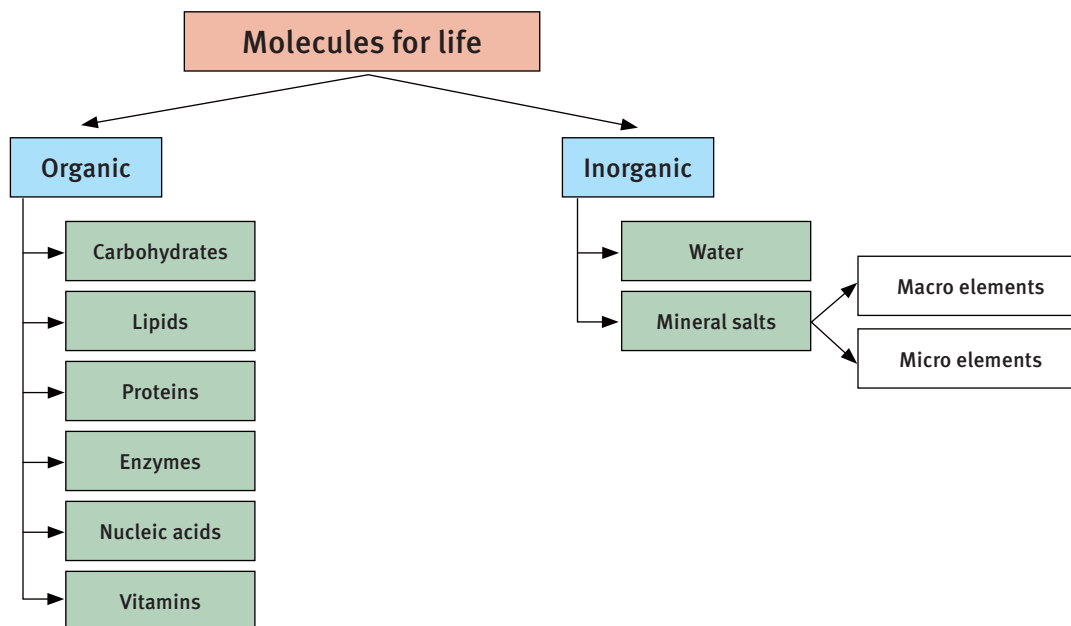 Molecules for life
Organic
Inorganic
Carbohydrates
Lipids
Proteins
Enzymes
Nucleic acids
Vitamins
Water
Mineral salts
Macro elements
Micro elements